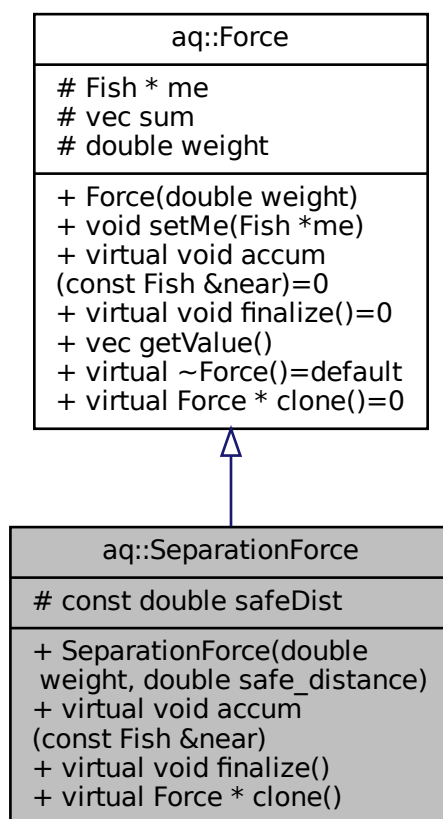 aq::Force
# Fish * me
# vec sum
# double weight
+ Force(double weight)
+ void setMe(Fish *me)
+ virtual void accum
(const Fish &near)=0
+ virtual void finalize()=0
+ vec getValue()
+ virtual ~Force()=default
+ virtual Force * clone()=0
aq::SeparationForce
# const double safeDist
+ SeparationForce(double
weight, double safe_distance)
+ virtual void accum
(const Fish &near)
+ virtual void finalize()
+ virtual Force * clone()